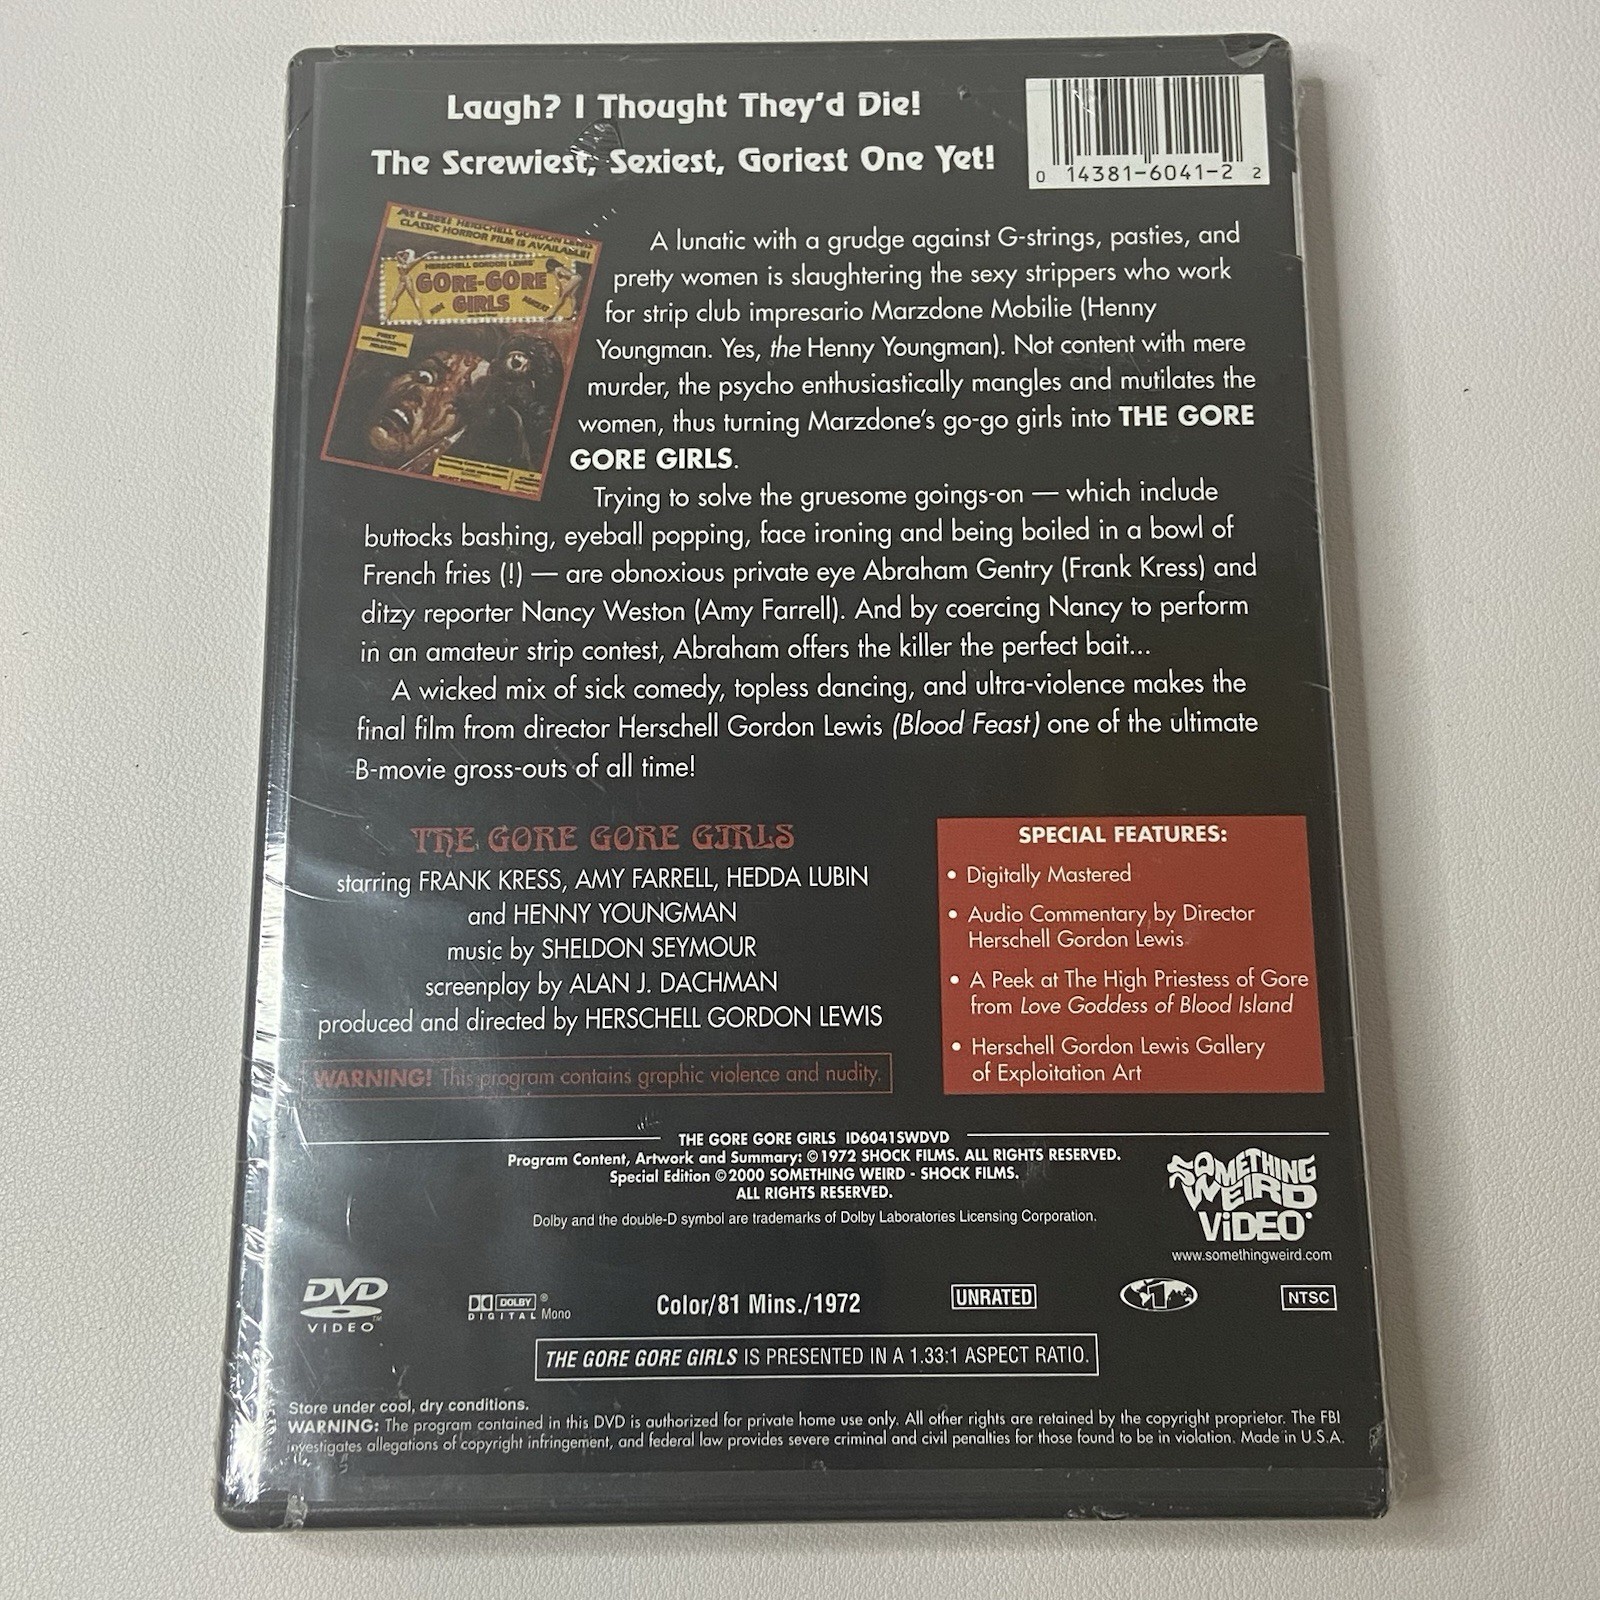 Laugh? I Thought They'd Die!
The Screwiest, Sexiest, Goriest One Yet!
0 14381-6041-2 2
AT LAST! HERSCHELL GORDON LEWIS
CLASSIC HORROR FILM IS AVAILABLE!
HERSCHELL GORDON LEWIS'
GORE-GORE
GIRLS
FIRST
INTERNATIONAL
RELEASE!
A lunatic with a grudge against G-strings, pasties, and
pretty women is slaughtering the sexy strippers who work
for strip club impresario Marzdone Mobilie (Henny
Youngman. Yes, the Henny Youngman). Not content with mere
murder, the psycho enthusiastically mangles and mutilates the
women, thus turning Marzdone's go-go girls into THE GORE
GORE GIRLS.
Trying to solve the gruesome goings-on — which include
buttocks bashing, eyeball popping, face ironing and being boiled in a bowl of
French fries (!) — are obnoxious private eye Abraham Gentry (Frank Kress) and
ditzy reporter Nancy Weston (Amy Farrell). And by coercing Nancy to perform
in an amateur strip contest, Abraham offers the killer the perfect bait...
A wicked mix of sick comedy, topless dancing, and ultra-violence makes the
final film from director Herschell Gordon Lewis (Blood Feast) one of the ultimate
B-movie gross-outs of all time!
THE GORE GORE GIRLS
starring FRANK KRESS, AMY FARRELL, HEDDA LUBIN
and HENNY YOUNGMAN
music by SHELDON SEYMOUR
screenplay by ALAN J. DACHMAN
produced and directed by HERSCHELL GORDON LEWIS
WARNING! This program contains graphic violence and nudity.
SPECIAL FEATURES:
• Digitally Mastered
• Audio Commentary by Director
Herschell Gordon Lewis
• A Peek at The High Priestess of Gore
from Love Goddess of Blood Island
• Herschell Gordon Lewis Gallery
of Exploitation Art
THE GORE GORE GIRLS ID6041SWDVD
Program Content, Artwork and Summary: ©1972 SHOCK FILMS. ALL RIGHTS RESERVED.
Special Edition ©2000 SOMETHING WEIRD - SHOCK FILMS.
ALL RIGHTS RESERVED.
Dolby and the double-D symbol are trademarks of Dolby Laboratories Licensing Corporation.
SOMETHING
WEIRD
ViDEO
www.somethingweird.com
DVD
VIDEO™
DOLBY®
DIGITAL Mono
Color/81 Mins./1972
UNRATED
1
NTSC
THE GORE GORE GIRLS IS PRESENTED IN A 1.33:1 ASPECT RATIO.
Store under cool, dry conditions.
WARNING: The program contained in this DVD is authorized for private home use only. All other rights are retained by the copyright proprietor. The FBI
investigates allegations of copyright infringement, and federal law provides severe criminal and civil penalties for those found to be in violation. Made in U.S.A.